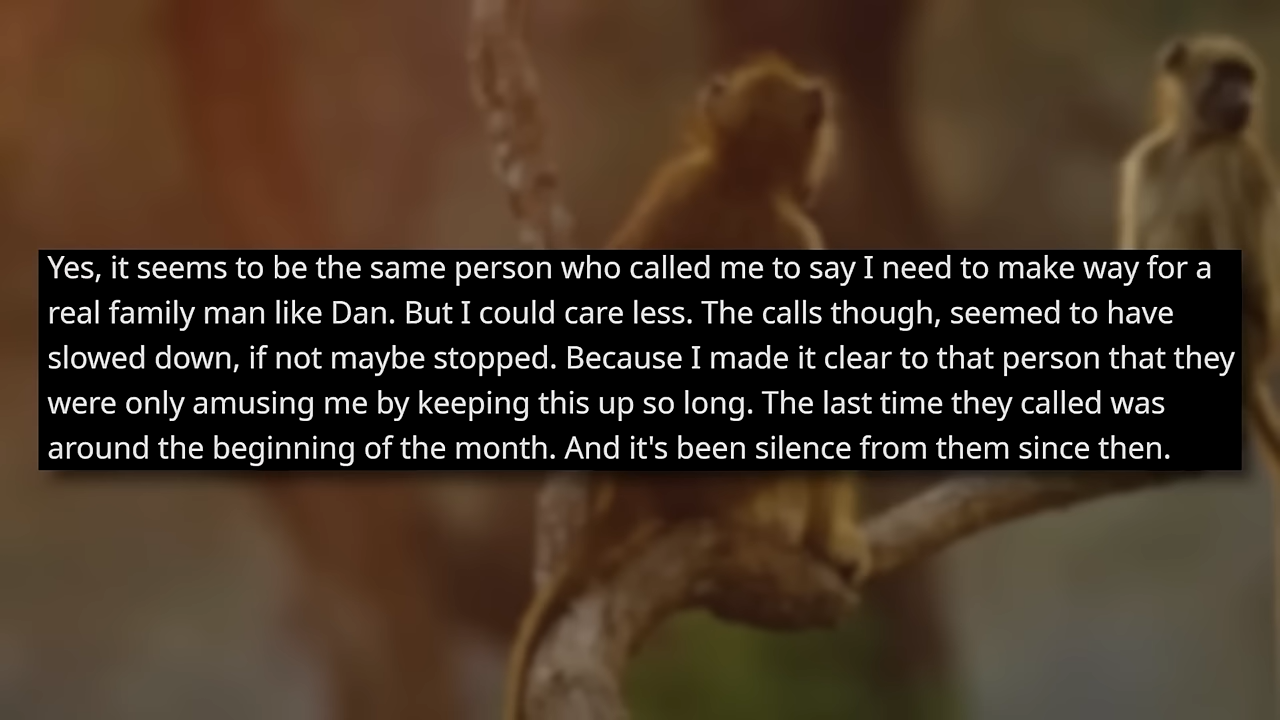 Yes, it seems to be the same person who called me to say I need to make way for a
real family man like Dan. But I could care less. The calls though, seemed to have
slowed down, if not maybe stopped. Because I made it clear to that person that they
were only amusing me by keeping this up so long. The last time they called was
around the beginning of the month. And it's been silence from them since then.